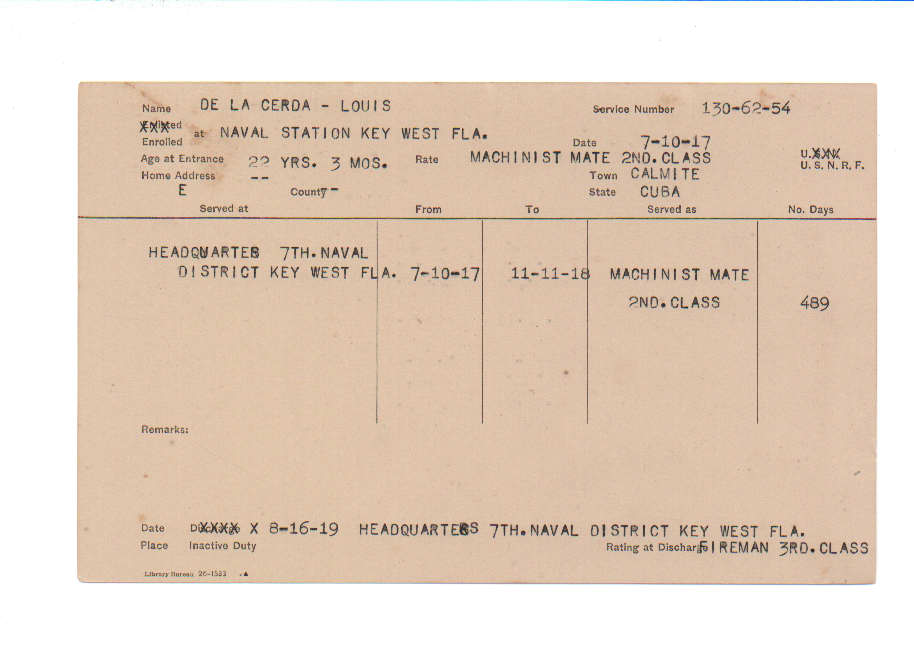 Name DE LA CERDA - LOUIS Service Number 130-62-54
Enlisted
Enrolled at NAVAL STATION KEY WEST FLA. Date 7-10-17
Age at Entrance 22 YRS. 3 MOS. Rate MACHINIST MATE 2ND.CLASS U.S.N.
U. S. N. R. F.
Home Address -- Town CALMITE
E County - State CUBA
Served at From To Served as No. Days
HEADQUARTER 7TH.NAVAL
DISTRICT KEY WEST FLA. 7-10-17 11-11-18 MACHINIST MATE
2ND.CLASS 489
Remarks:
Date Discharge X 8-16-19 HEADQUARTERS 7TH.NAVAL DISTRICT KEY WEST FLA.
Place Inactive Duty Rating at Discharge FIREMAN 3RD.CLASS
Library Bureau 26-1533